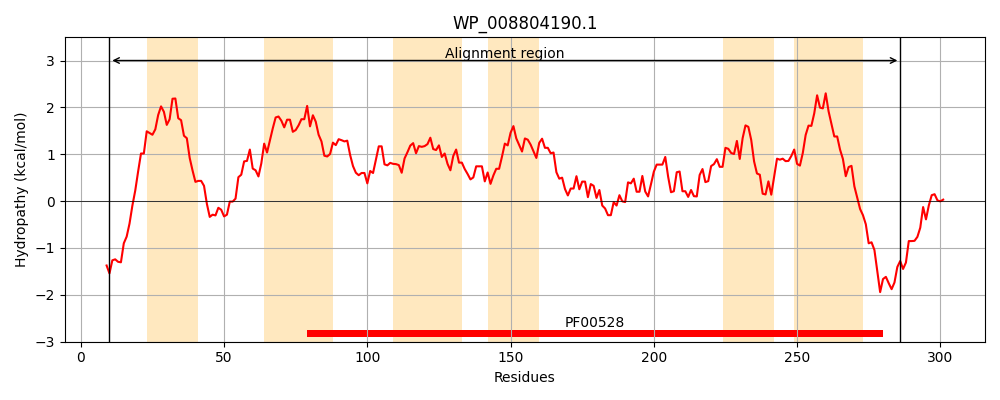 WP_008804190.1
Alignment region
3
2
1
0
−1
−2
−3
Hydropathy (kcal/mol)
PF00528
0 50 100 150 200 250 300
Residues